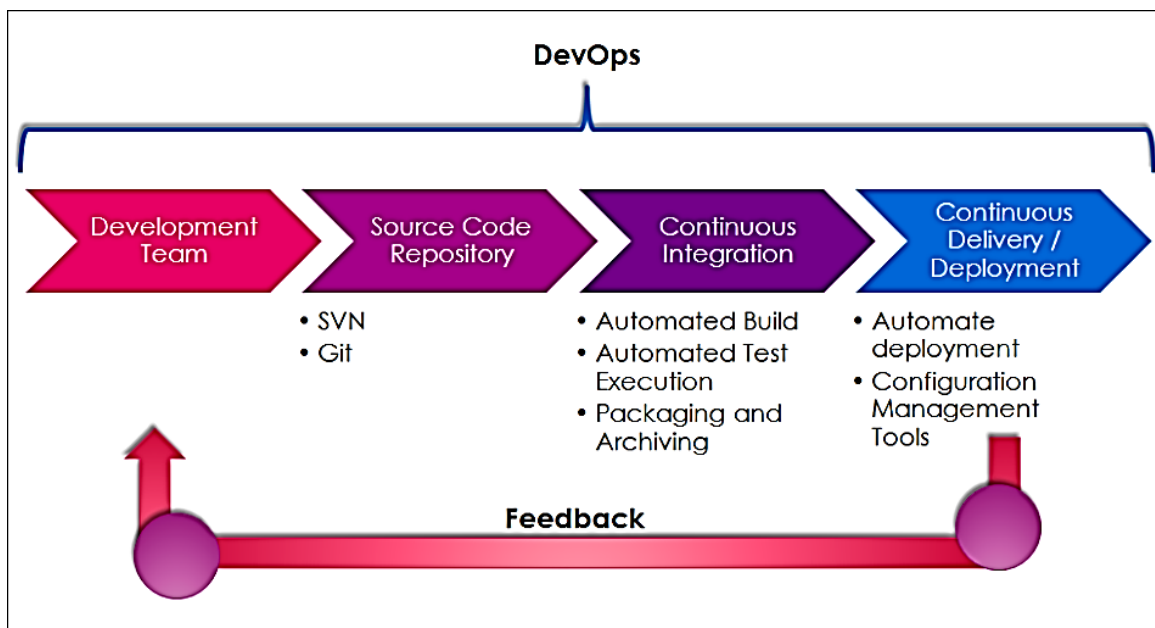 DevOps
Development
Team
Source Code
Repository
Continuous
Integration
Continuous
Delivery /
Deployment
• SVN
• Git
• Automated Build
• Automated Test
Execution
• Packaging and
Archiving
• Automate
deployment
• Configuration
Management
Tools
Feedback